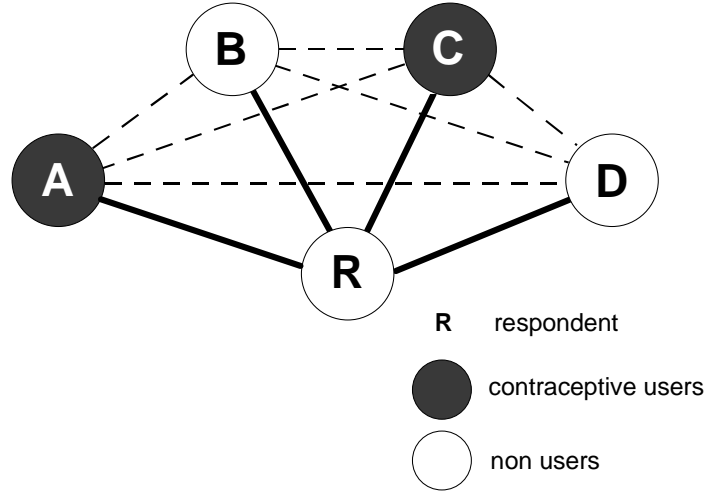 B C
A D
R
R respondent
contraceptive users
non users